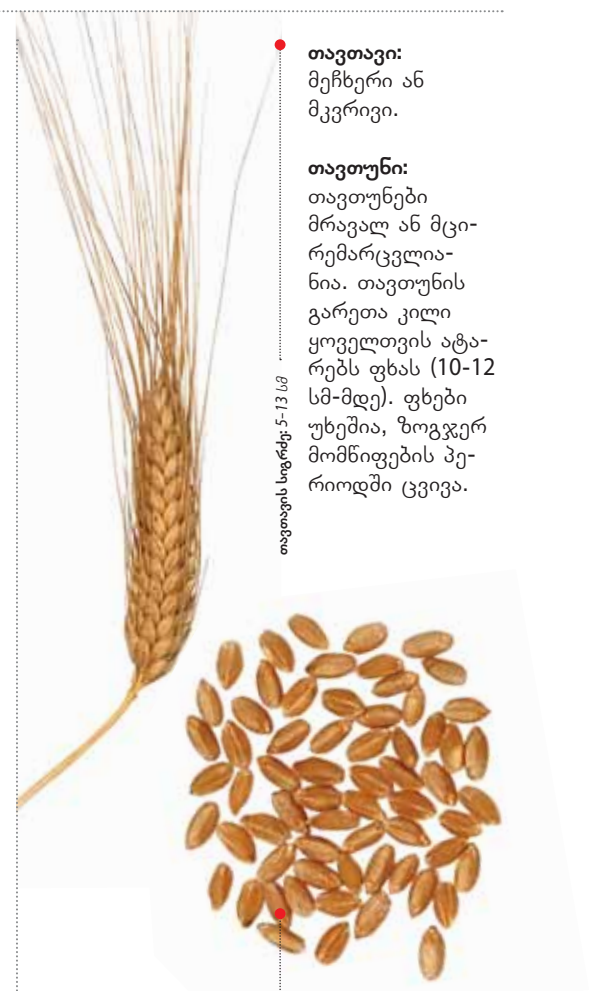 თავთავი:
მეჩხერი ან
მკვრივი.
თავთუნი:
თავთუნები
მრავალ ან მცი-
რემარცვლია-
ნია. თავთუნის
გარეთა კილი
ყოველთვის ატა-
რებს ფხას (10-12
სმ-მდე). ფხები
უხეშია, ზოგჯერ
მომწიფების პე-
რიოდში ცვივა.
თავთავის სიგრძე: 5-13 სმ